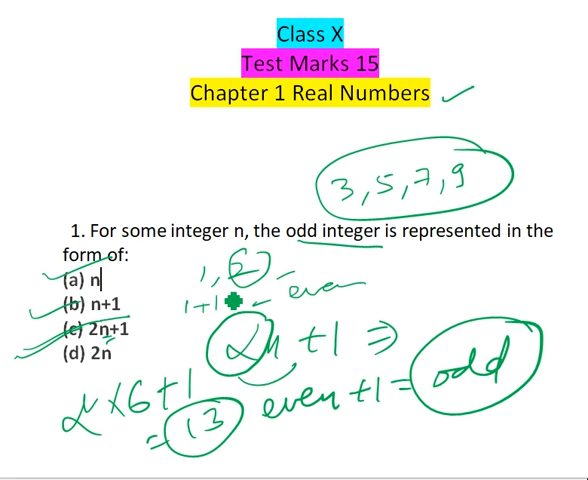 Class X
Test Marks 15
Chapter 1 Real Numbers
3, 5, 7, 9
1. For some integer n, the odd integer is represented in the
form of:
(a) n
1, 2
(b) n+1
1+1 even
(c) 2n+1
2n +1 ⇒
(d) 2n
2×6+1
= 13
even +1 = odd